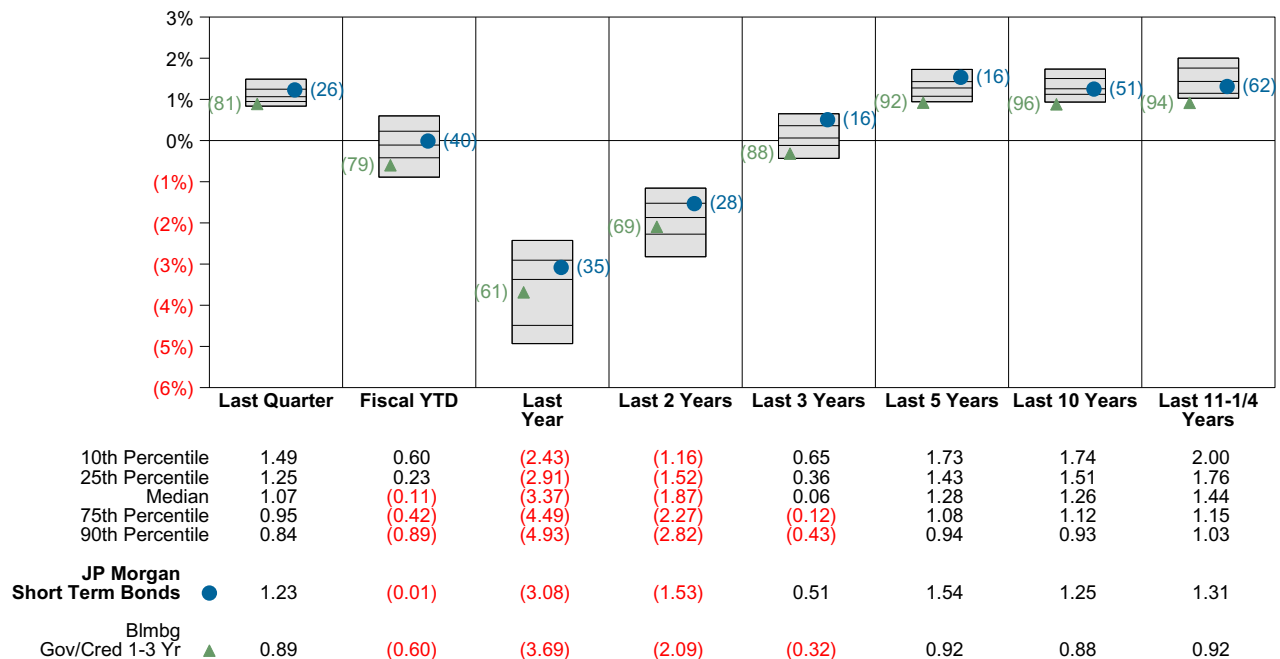 3%
2%
1%
0%
(1%)
(2%)
(3%)
(4%)
(5%)
(6%)
(81) (26)
(79) (40)
(61) (35)
(69) (28)
(88) (16)
(92) (16)
(96) (51)
(94) (62)
Last Quarter Fiscal YTD Last Year Last 2 Years Last 3 Years Last 5 Years Last 10 Years Last 11-1/4 Years
10th Percentile 1.49 0.60 (2.43) (1.16) 0.65 1.73 1.74 2.00
25th Percentile 1.25 0.23 (2.91) (1.52) 0.36 1.43 1.51 1.76
Median 1.07 (0.11) (3.37) (1.87) 0.06 1.28 1.26 1.44
75th Percentile 0.95 (0.42) (4.49) (2.27) (0.12) 1.08 1.12 1.15
90th Percentile 0.84 (0.89) (4.93) (2.82) (0.43) 0.94 0.93 1.03
JP Morgan
Short Term Bonds 1.23 (0.01) (3.08) (1.53) 0.51 1.54 1.25 1.31
Blmbg
Gov/Cred 1-3 Yr 0.89 (0.60) (3.69) (2.09) (0.32) 0.92 0.88 0.92